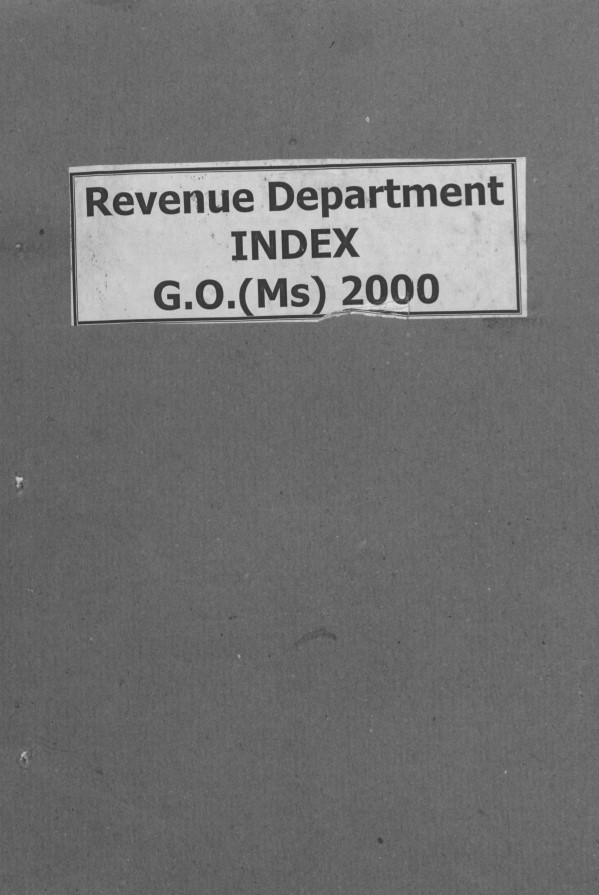 Revenue Department
INDEX
G.O.(Ms) 2000